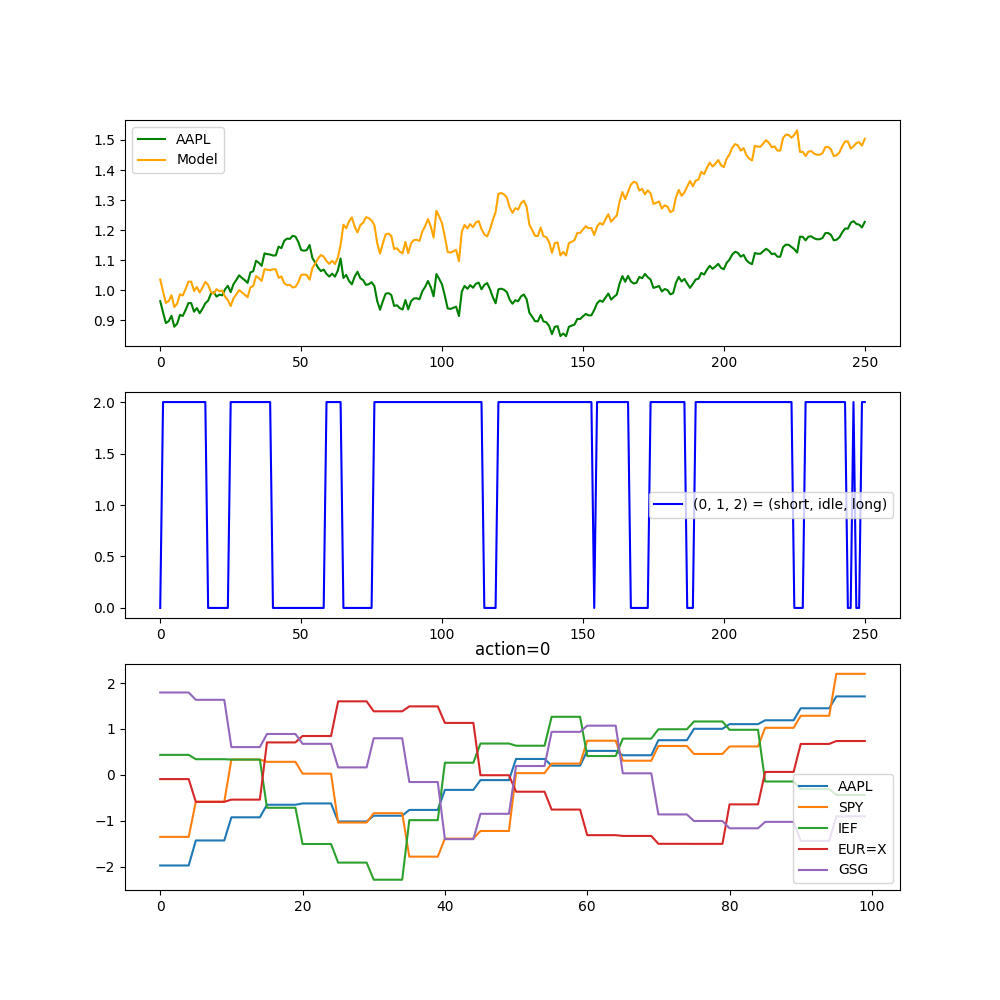 AAPL
Model
1.5
1.4
1.3
1.2
1.1
1.0
0.9
0 50 100 150 200 250
2.0
1.5
1.0
0.5
0.0
(0, 1, 2) = (short, idle, long)
0 50 100 150 200 250
action=0
2
1
0
−1
−2
AAPL
SPY
IEF
EUR=X
GSG
0 20 40 60 80 100